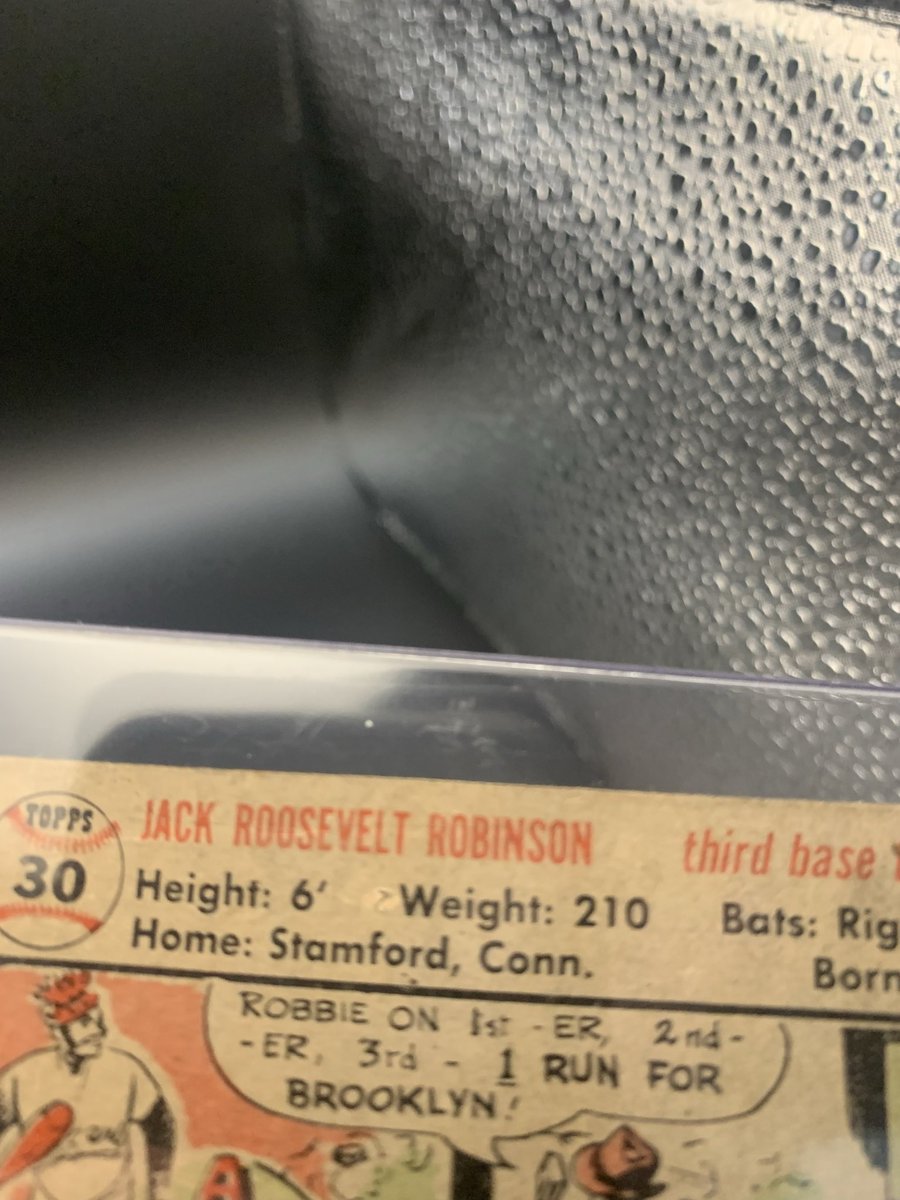 TOPPS
30
JACK ROOSEVELT ROBINSON third base
Height: 6' Weight: 210 Bats: Rig
Home: Stamford, Conn. Born
ROBBIE ON 1st -ER, 2nd-
-ER, 3rd - 1 RUN FOR
BROOKLYN!